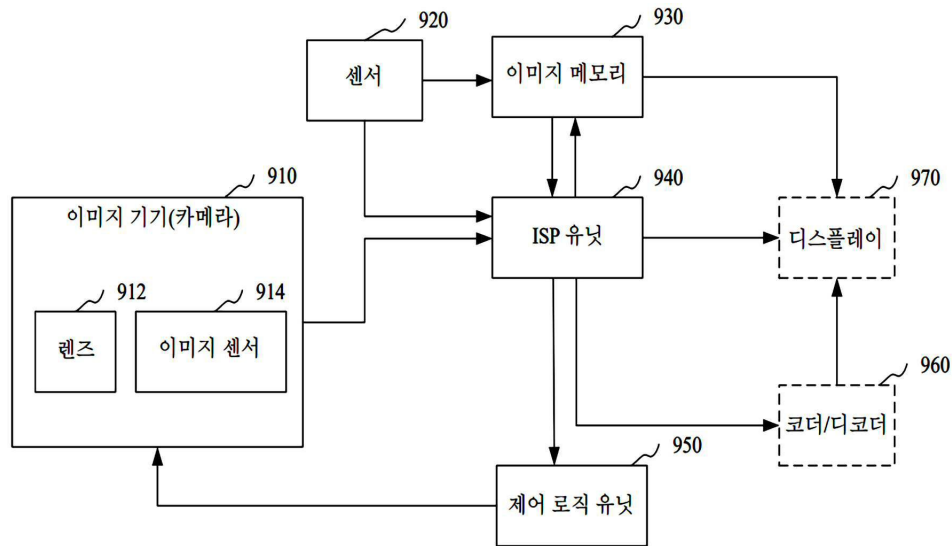 920
센서
930
이미지 메모리
910
이미지 기기(카메라)
912
렌즈
914
이미지 센서
940
ISP 유닛
970
디스플레이
960
코더/디코더
950
제어 로직 유닛